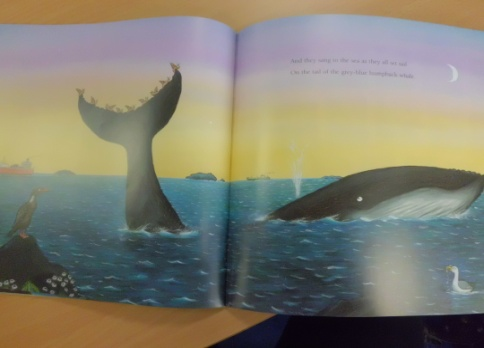 And they sang to the sea as they all set sail
On the tail of the grey-blue humpback whale.